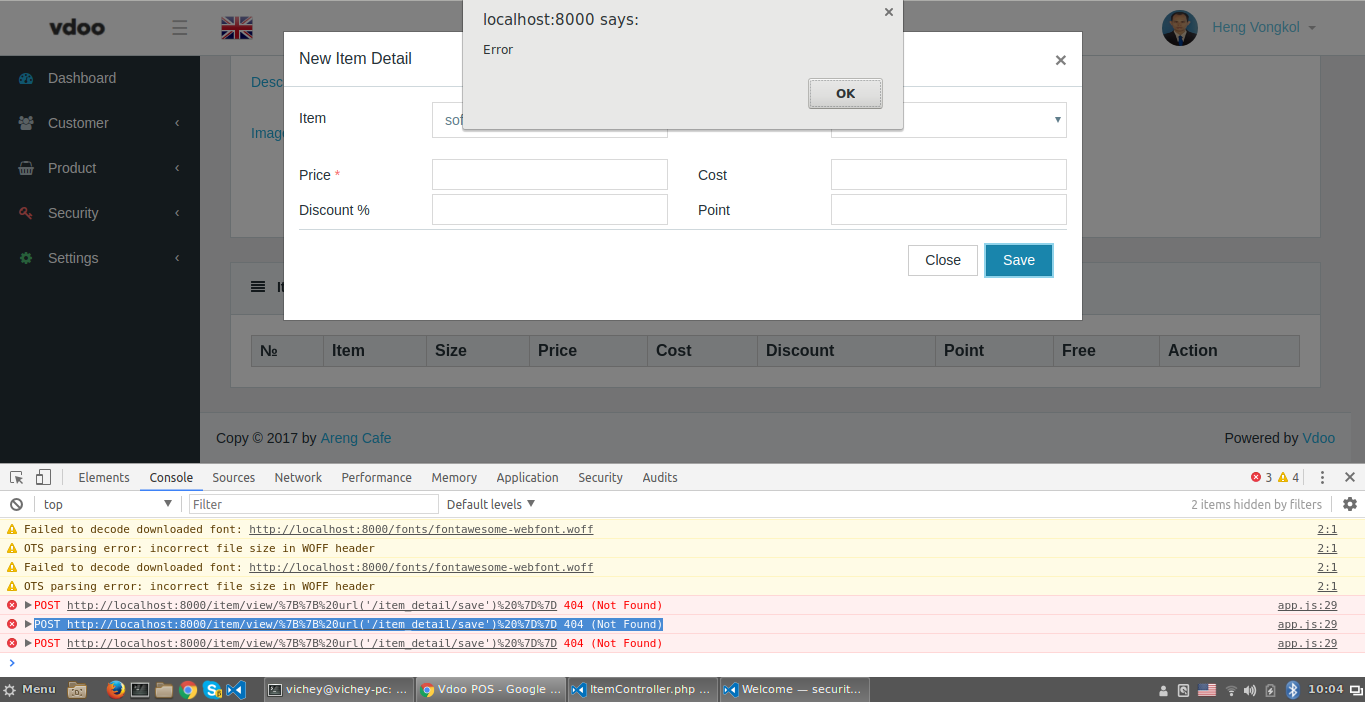 vdoo
localhost:8000 says:
Error
OK
Heng Vongkol
New Item Detail
Dashboard
Customer
Product
Security
Settings
Desc
Image
Item
sof
Price *
Cost
Discount %
Point
Close
Save
№ Item Size Price Cost Discount Point Free Action
Copy © 2017 by Areng Cafe
Powered by Vdoo
Elements Console Sources Network Performance Memory Application Security Audits
3 4
top
Filter
Default levels
2 items hidden by filters
Failed to decode downloaded font: http://localhost:8000/fonts/fontawesome-webfont.woff 2:1
OTS parsing error: incorrect file size in WOFF header 2:1
Failed to decode downloaded font: http://localhost:8000/fonts/fontawesome-webfont.woff 2:1
OTS parsing error: incorrect file size in WOFF header 2:1
POST http://localhost:8000/item/view/%7B%7B%20url('/item_detail/save')%20%7D%7D 404 (Not Found) app.js:29
POST http://localhost:8000/item/view/%7B%7B%20url('/item_detail/save')%20%7D%7D 404 (Not Found) app.js:29
POST http://localhost:8000/item/view/%7B%7B%20url('/item_detail/save')%20%7D%7D 404 (Not Found) app.js:29
Menu
vichey@vichey-pc: ...
Vdoo POS - Google ...
ItemController.php ...
Welcome — securit...
10:04